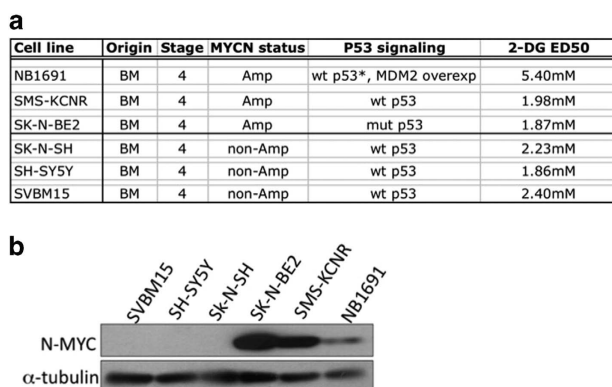 a
Cell line Origin Stage MYCN status P53 signaling 2-DG ED50
NB1691 BM 4 Amp wt p53*, MDM2 overexp 5.40mM
SMS-KCNR BM 4 Amp wt p53 1.98mM
SK-N-BE2 BM 4 Amp mut p53 1.87mM
SK-N-SH BM 4 non-Amp wt p53 2.23mM
SH-SY5Y BM 4 non-Amp wt p53 1.86mM
SVBM15 BM 4 non-Amp wt p53 2.40mM
b
SVBM15 SH-SY5Y Sk-N-SH SK-N-BE2 SMS-KCNR NB1691
N-MYC
α-tubulin